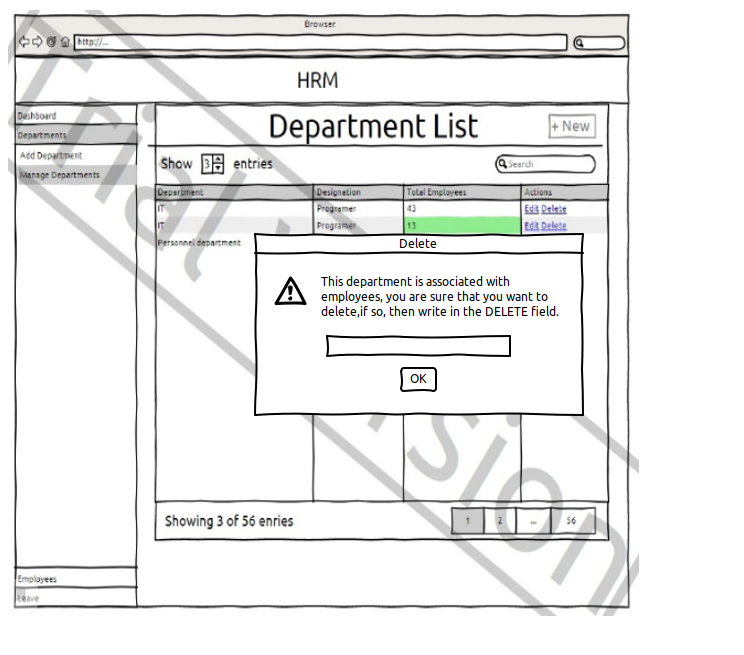 Browser
http://...
HRM
Dashboard
Departments
Add Department
Manage Departments
Department List
+ New
Show 3 entries
Search
Department Designation Total Employees Actions
IT Programer 43 Edit Delete
IT Programer 13 Edit Delete
Personnel department
Delete
This department is associated with
employees, you are sure that you want to
delete,if so, then write in the DELETE field.
OK
Showing 3 of 56 enries
1 2 ... 56
Employees
Leave
Trial Version